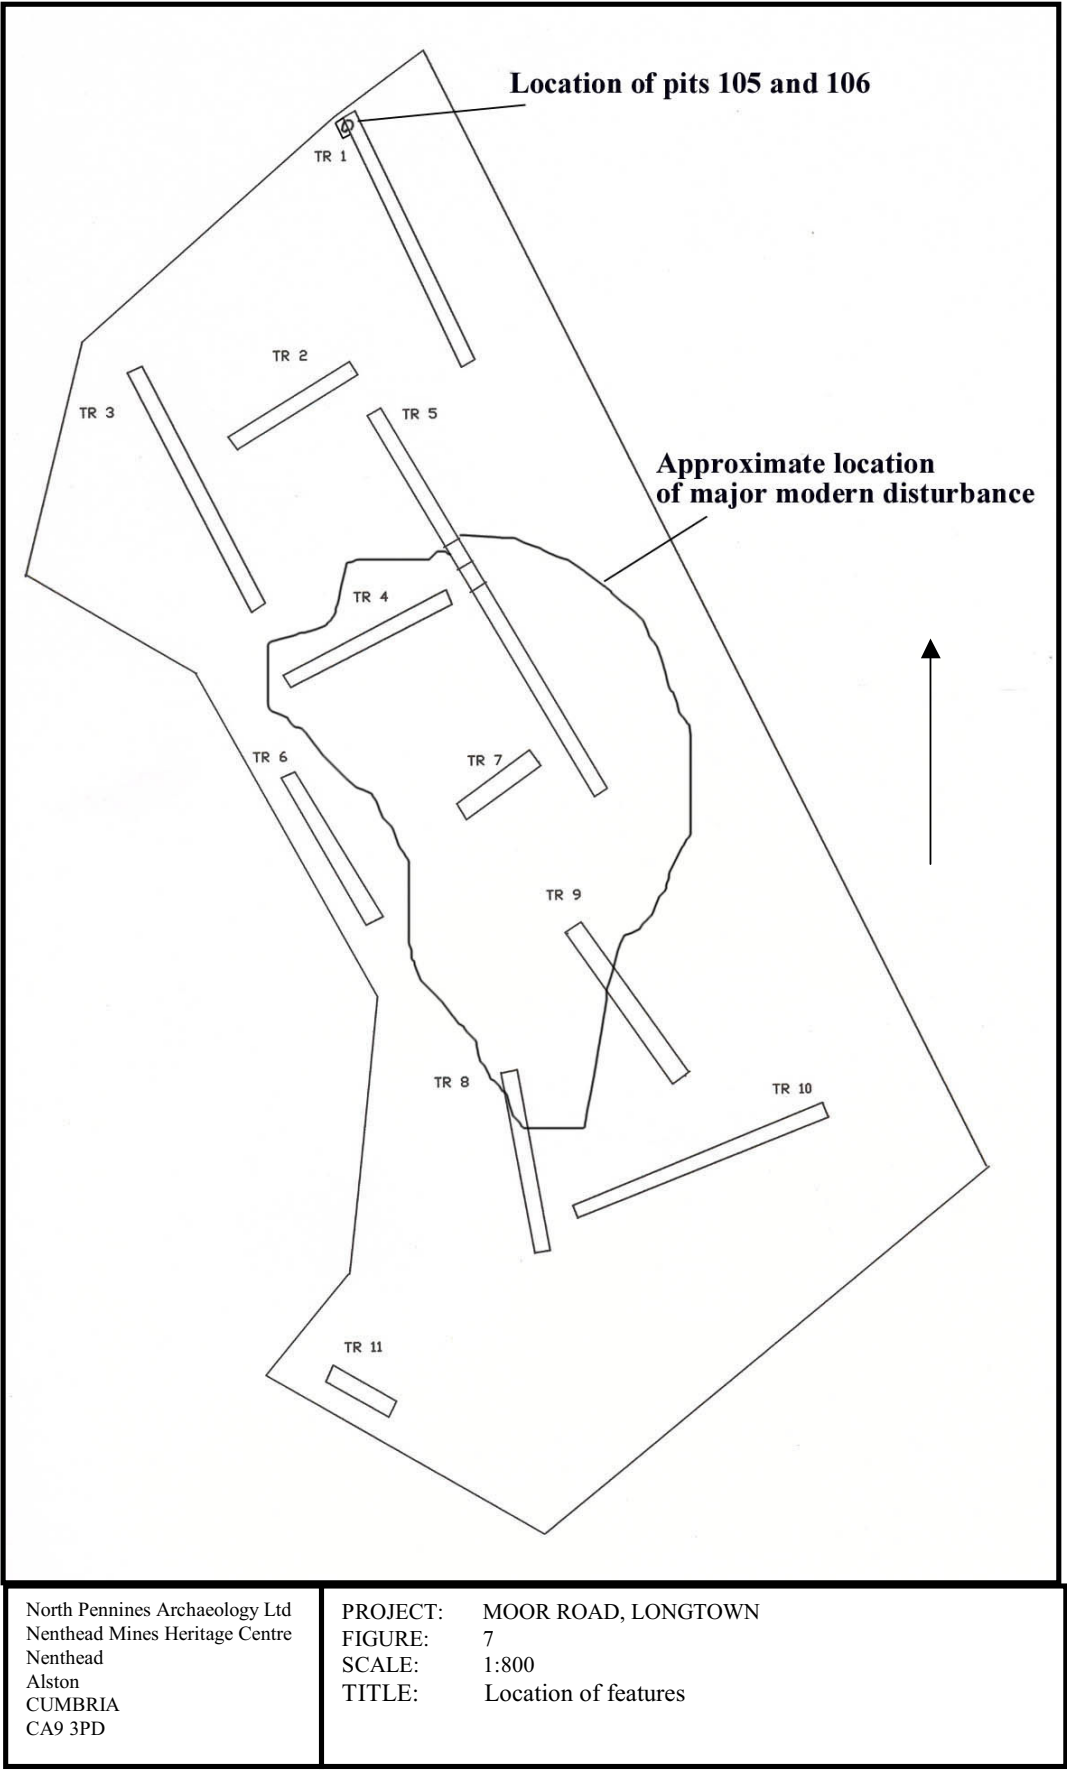 Location of pits 105 and 106
TR 1
TR 2
TR 3
TR 5
Approximate location
of major modern disturbance
TR 4
TR 6
TR 7
TR 9
TR 8
TR 10
TR 11
North Pennines Archaeology Ltd
Nenthead Mines Heritage Centre
Nenthead
Alston
CUMBRIA
CA9 3PD
PROJECT: MOOR ROAD, LONGTOWN
FIGURE: 7
SCALE: 1:800
TITLE: Location of features